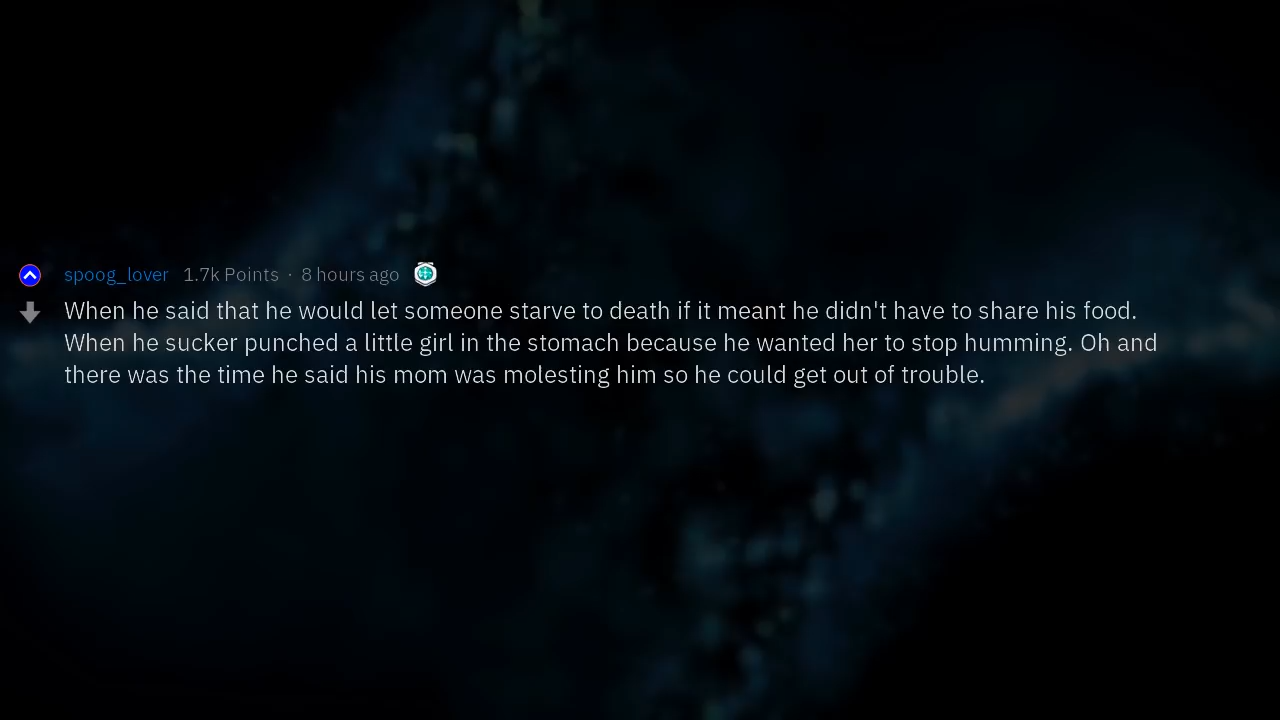 spoog_lover 1.7k Points · 8 hours ago
When he said that he would let someone starve to death if it meant he didn't have to share his food.
When he sucker punched a little girl in the stomach because he wanted her to stop humming. Oh and
there was the time he said his mom was molesting him so he could get out of trouble.